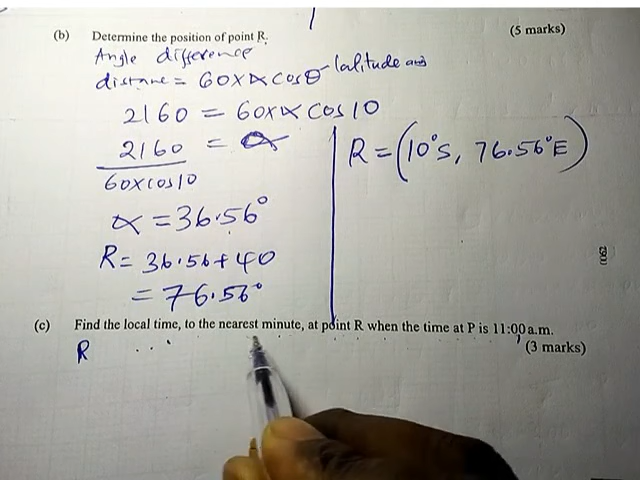 (b) Determine the position of point R. (5 marks)
Angle difference
distance = 60×∝cosθ - latitude
2160 = 60×∝ cos 10
2160 = ∝
60×cos10
∝ = 36.56°
R = 36.56 + 40
= 76.56°
R = (10°S, 76.56°E)
(c) Find the local time, to the nearest minute, at point R when the time at P is 11:00 a.m.
(3 marks)
R